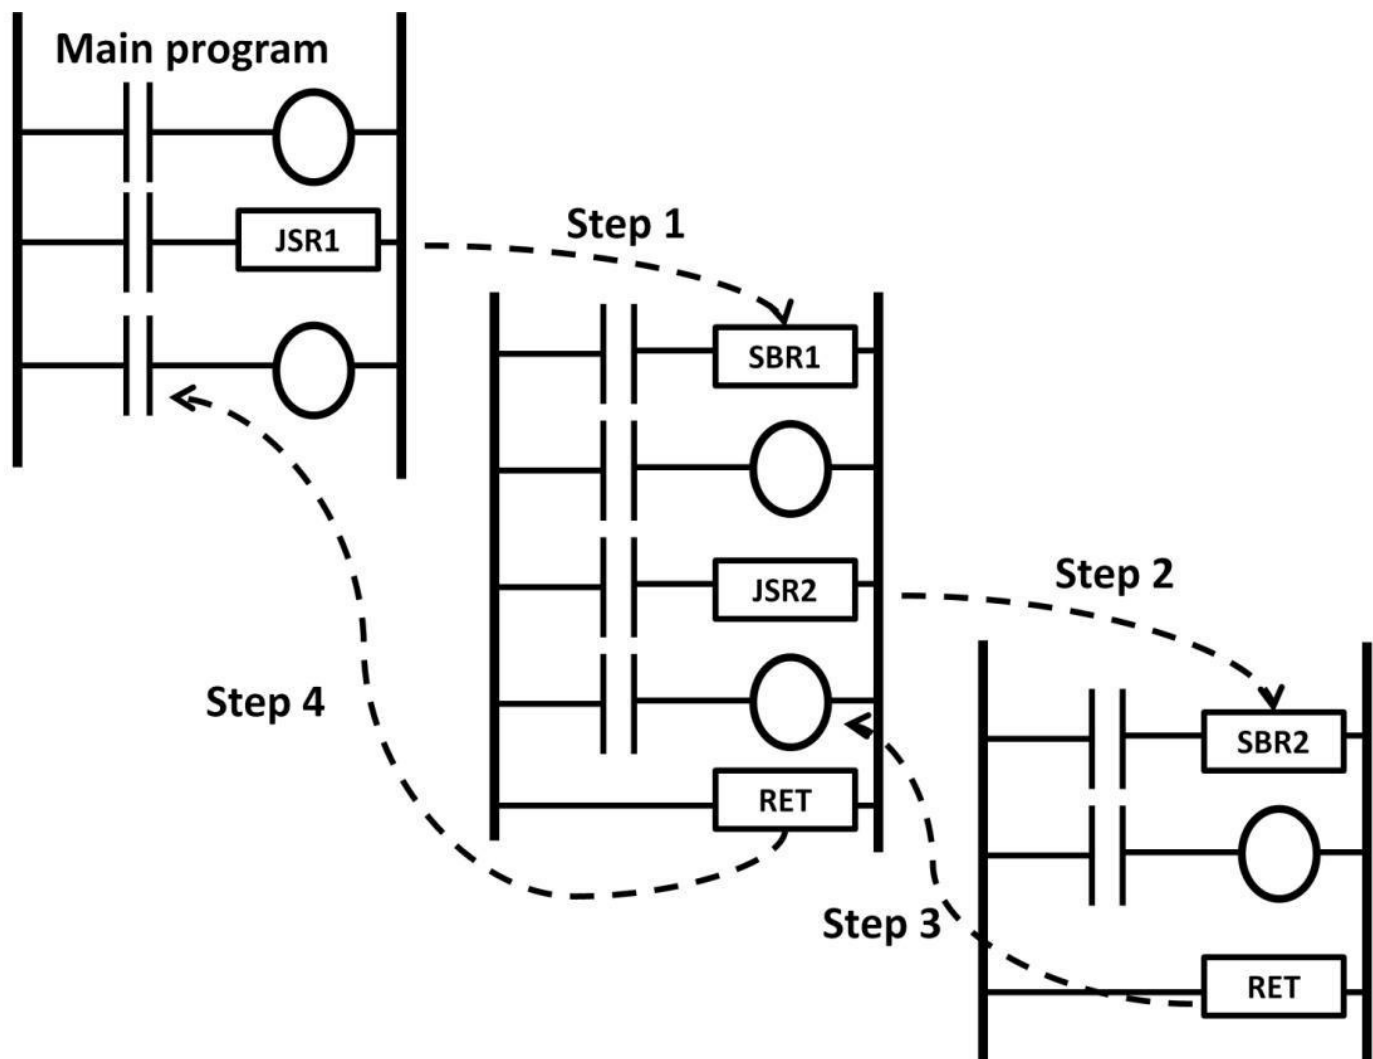 Main program
JSR1
Step 1
SBR1
JSR2
Step 2
Step 4
SBR2
RET
Step 3
RET